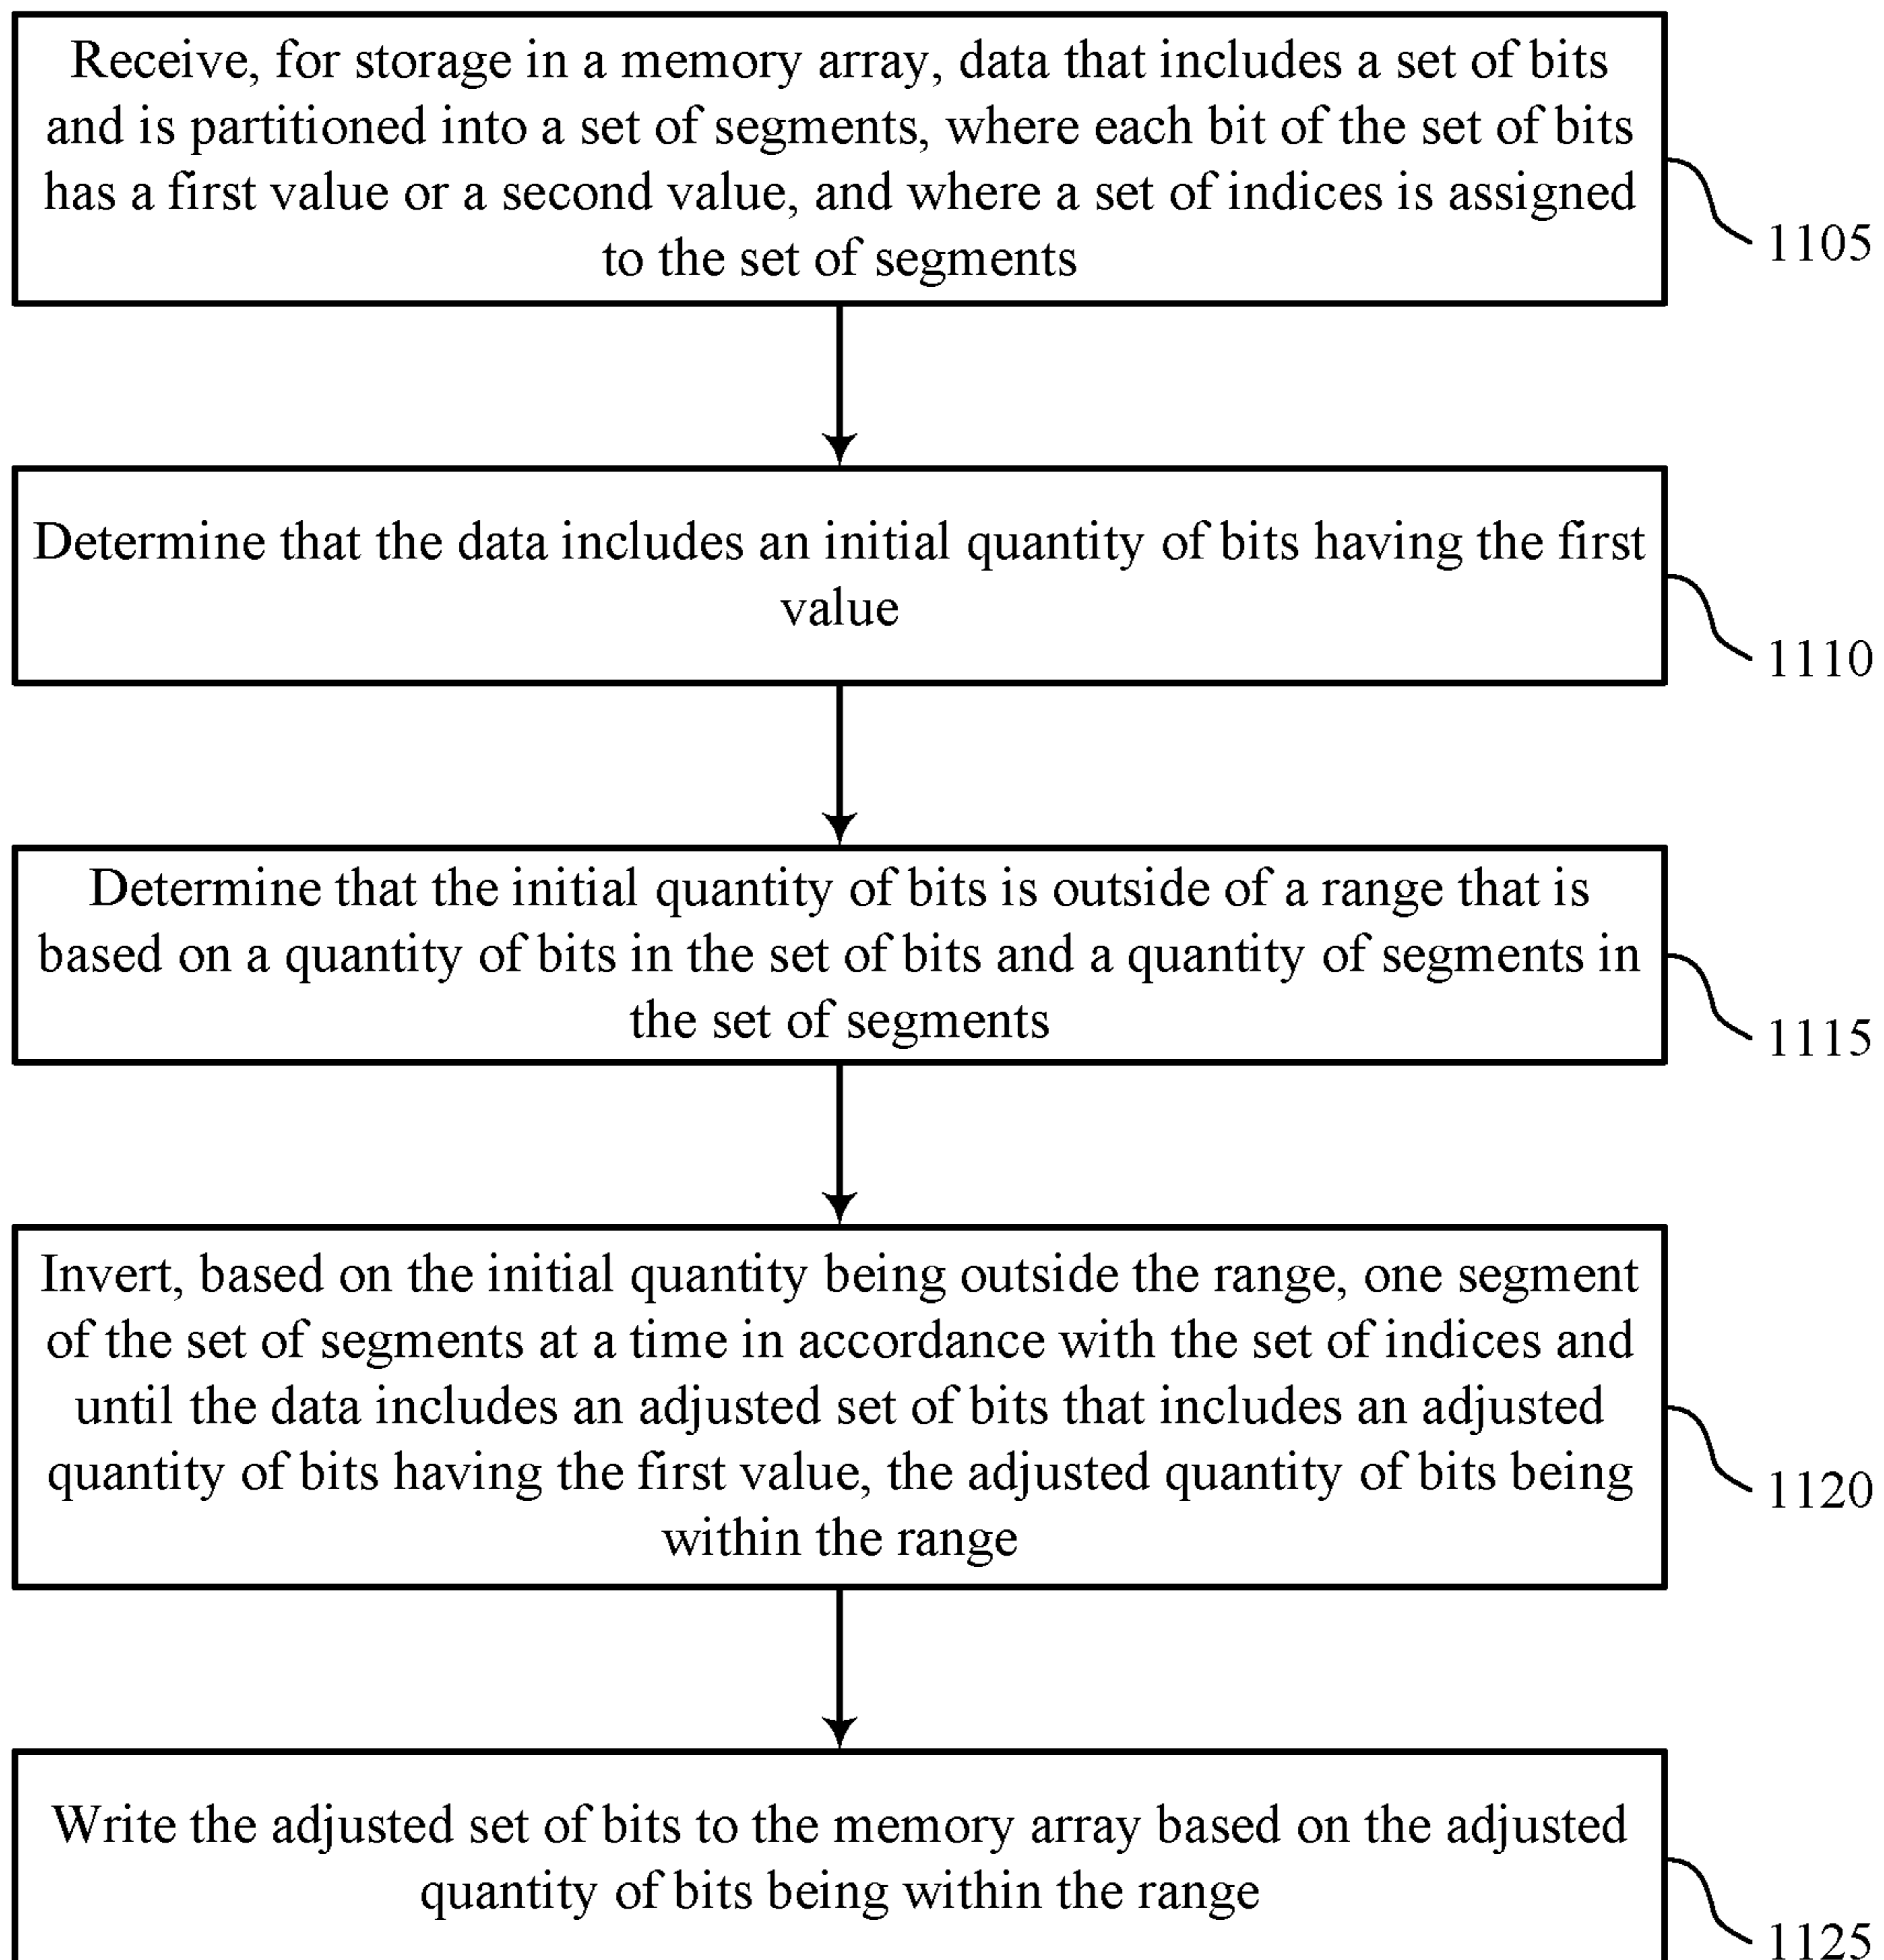 Receive, for storage in a memory array, data that includes a set of bits
and is partitioned into a set of segments, where each bit of the set of bits
has a first value or a second value, and where a set of indices is assigned
to the set of segments
1105
Determine that the data includes an initial quantity of bits having the first
value
1110
Determine that the initial quantity of bits is outside of a range that is
based on a quantity of bits in the set of bits and a quantity of segments in
the set of segments
1115
Invert, based on the initial quantity being outside the range, one segment
of the set of segments at a time in accordance with the set of indices and
until the data includes an adjusted set of bits that includes an adjusted
quantity of bits having the first value, the adjusted quantity of bits being
within the range
1120
Write the adjusted set of bits to the memory array based on the adjusted
quantity of bits being within the range
1125